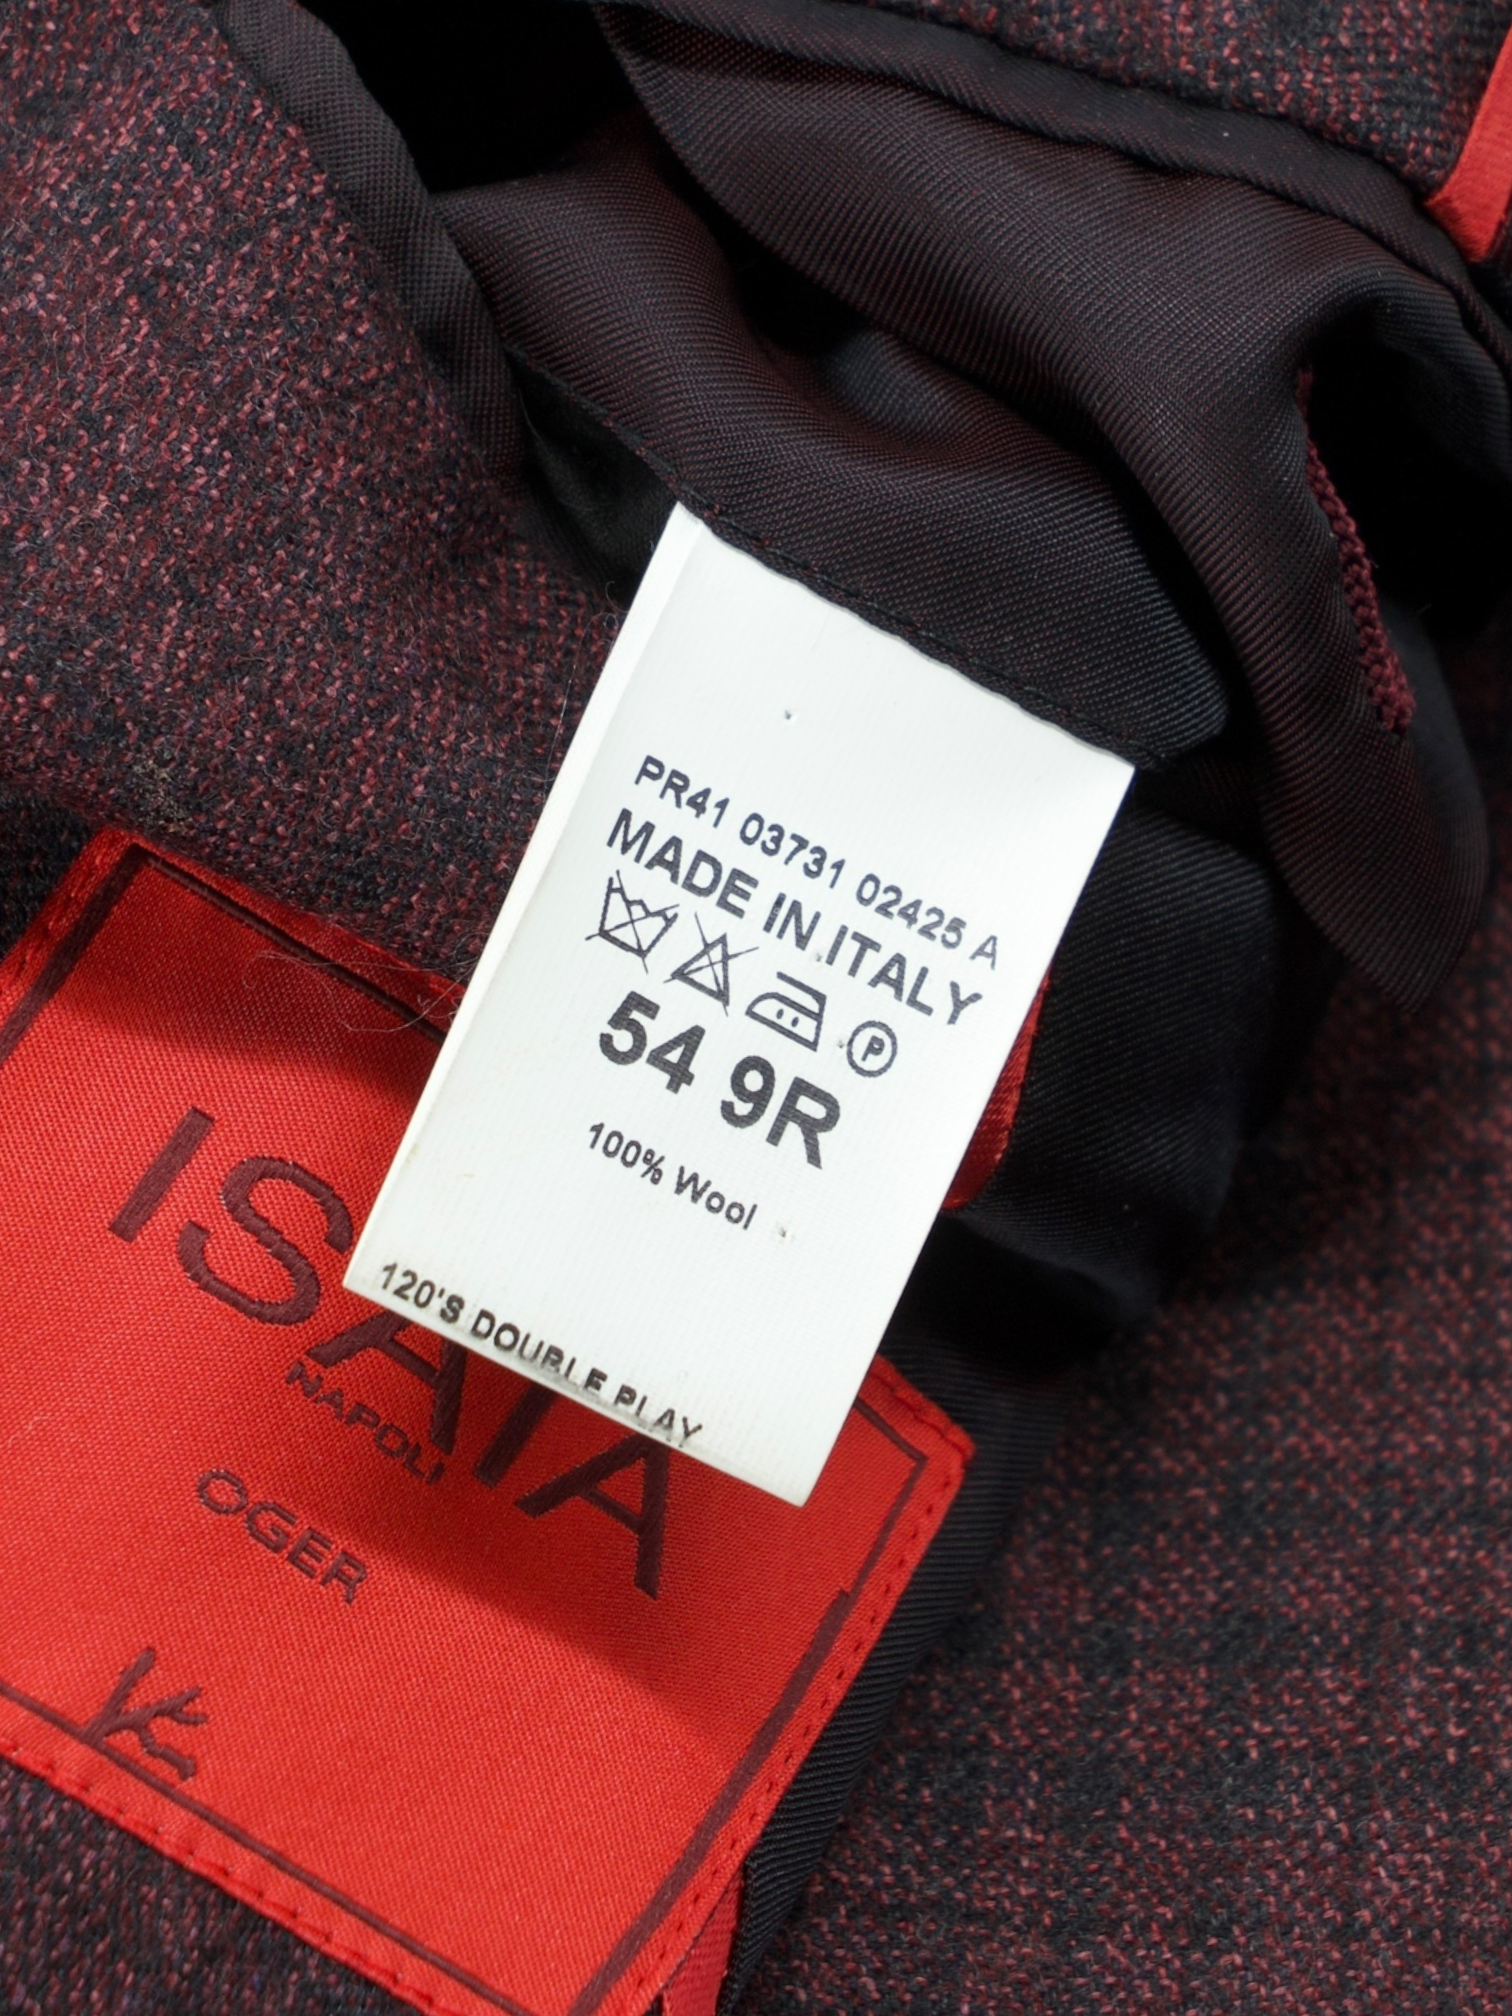 PR41 03731 02425 A
MADE IN ITALY
P
54 9R
100% Wool
120'S DOUBLE PLAY
ISAIA
NAPOLI
OGER